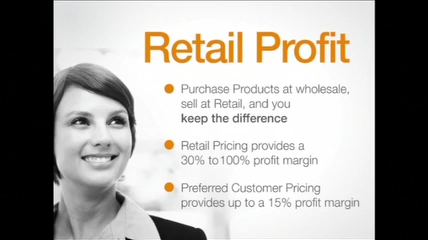 Retail Profit
Purchase Products at wholesale,
sell at Retail, and you
keep the difference
Retail Pricing provides a
30% to 100% profit margin
Preferred Customer Pricing
provides up to a 15% profit margin